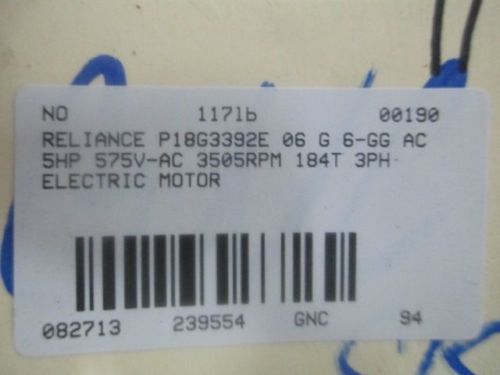 NO 117lb 00190
RELIANCE P18G3392E 06 G 6-GG AC
5HP 575V-AC 3505RPM 184T 3PH
ELECTRIC MOTOR
082713 239554 GNC 94